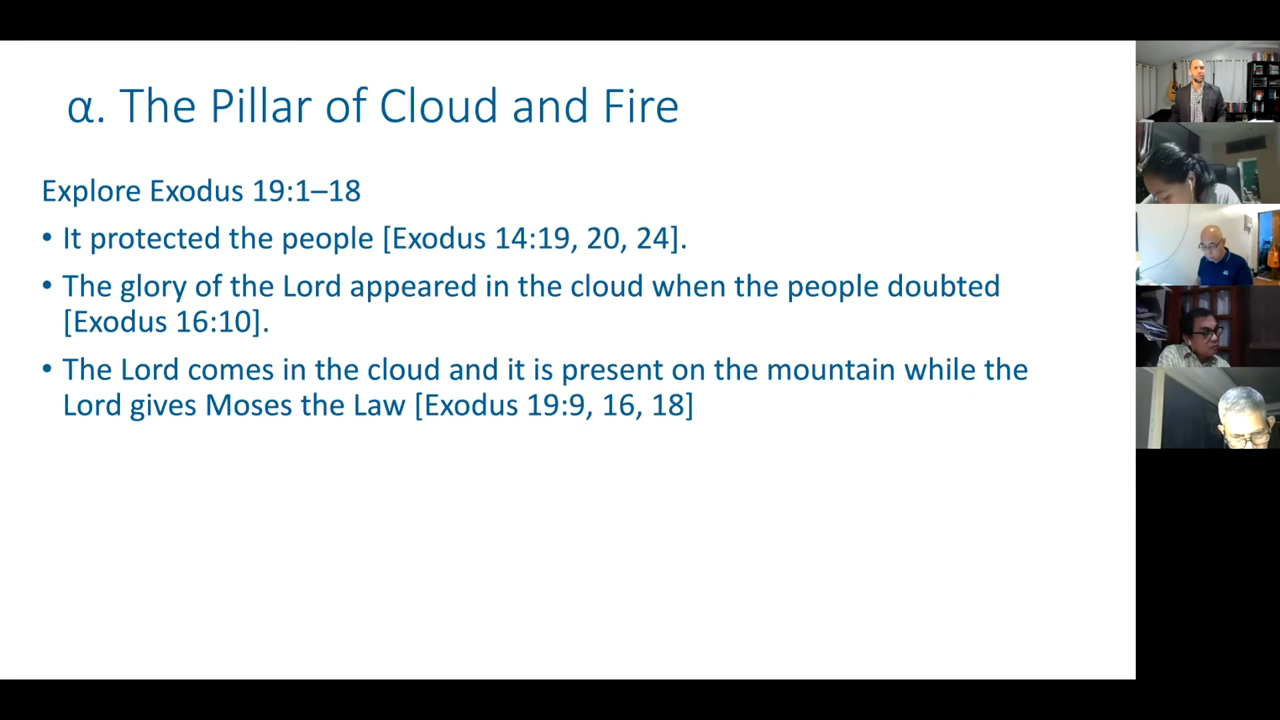 α. The Pillar of Cloud and Fire
Explore Exodus 19:1–18
• It protected the people [Exodus 14:19, 20, 24].
• The glory of the Lord appeared in the cloud when the people doubted
[Exodus 16:10].
• The Lord comes in the cloud and it is present on the mountain while the
Lord gives Moses the Law [Exodus 19:9, 16, 18]